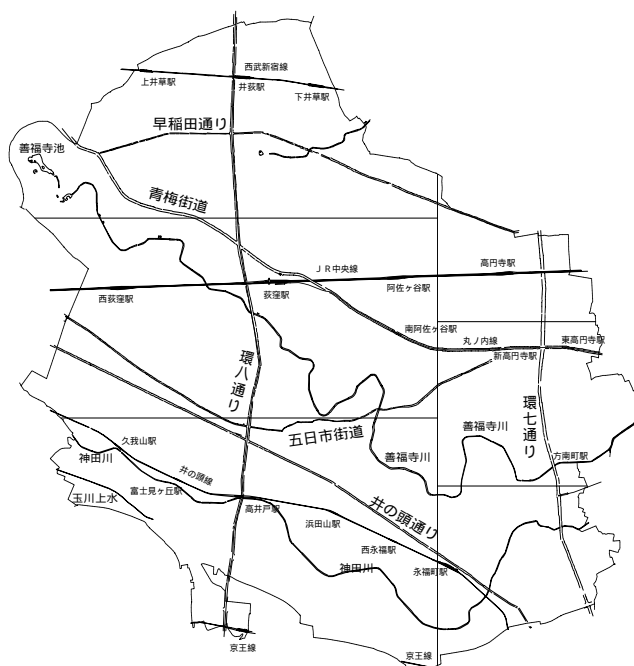 西武新宿線
上井草駅
井荻駅
下井草駅
早稲田通り
善福寺池
青梅街道
ＪＲ中央線
高円寺駅
西荻窪駅
荻窪駅
阿佐ヶ谷駅
南阿佐ヶ谷駅
丸ノ内線
東高円寺駅
新高円寺駅
環八通り
環七通り
五日市街道
善福寺川
善福寺川
方南町駅
久我山駅
神田川
井の頭線
富士見ヶ丘駅
玉川上水
高井戸駅
浜田山駅
井の頭通り
西永福駅
神田川
永福町駅
京王線
京王線